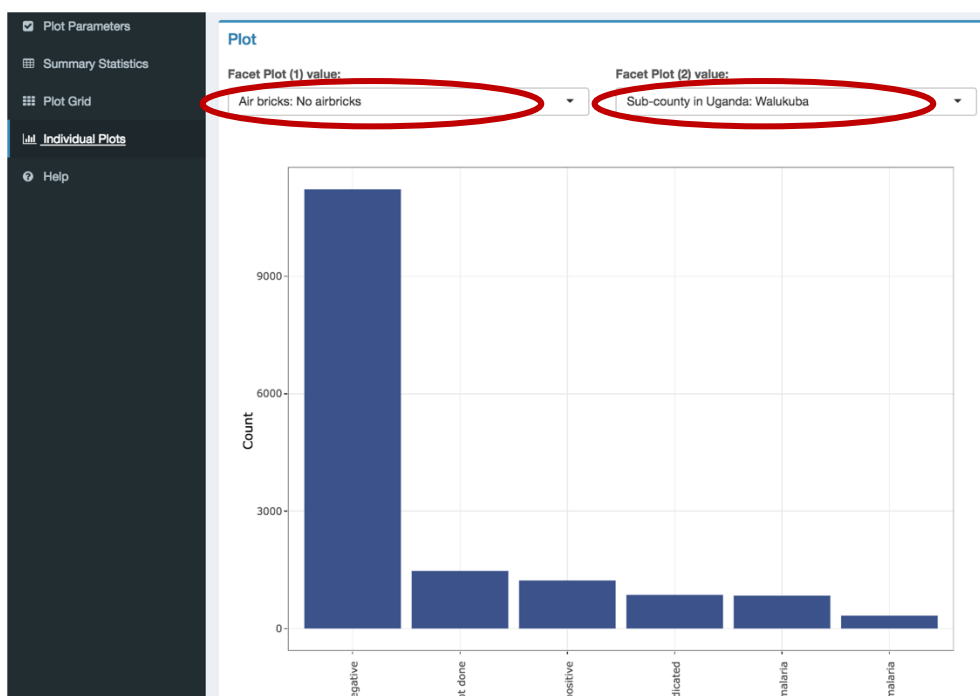 Plot Parameters
Summary Statistics
Plot Grid
Individual Plots
Help
Plot
Facet Plot (1) value:
Facet Plot (2) value:
Air bricks: No airbricks
Sub-county in Uganda: Walukuba
Count
9000
6000
3000
0
egative
t done
ositive
dicated
malaria
malaria